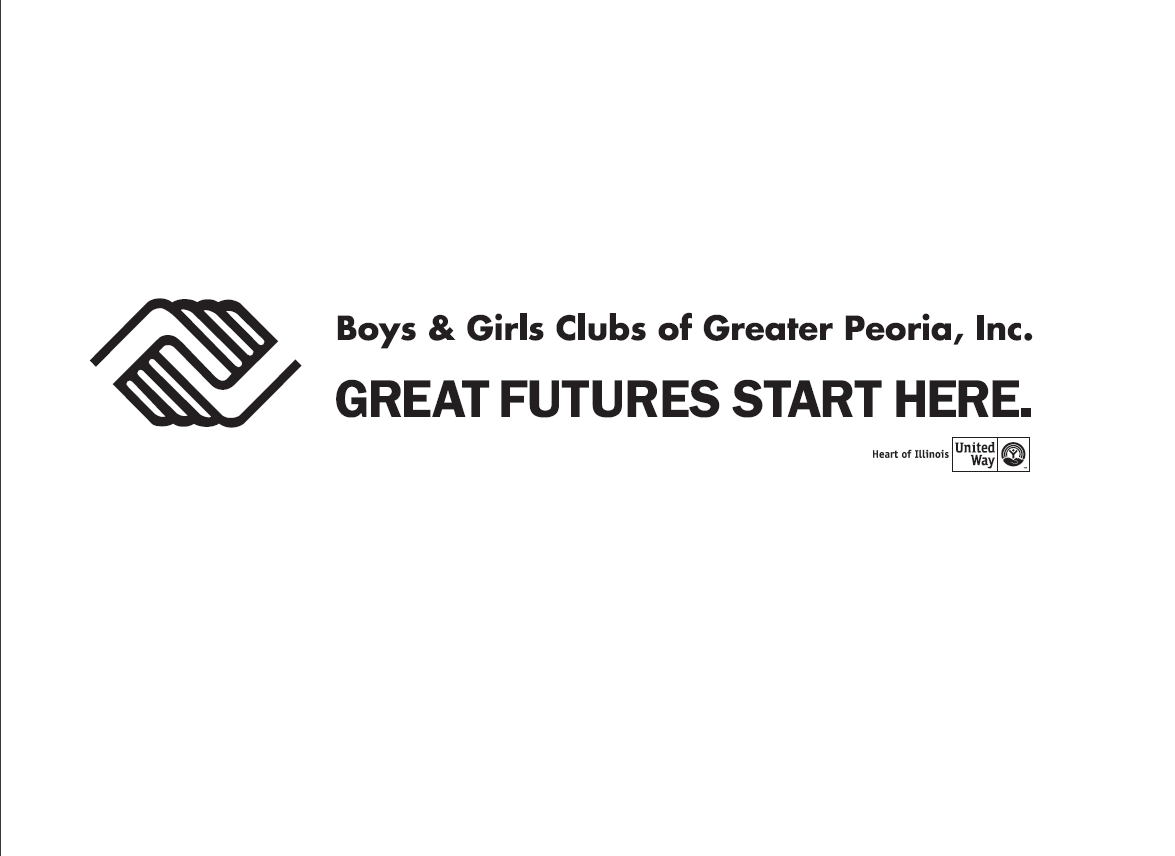 Boys & Girls Clubs of Greater Peoria, Inc.
GREAT FUTURES START HERE.
Heart of Illinois
United
Way